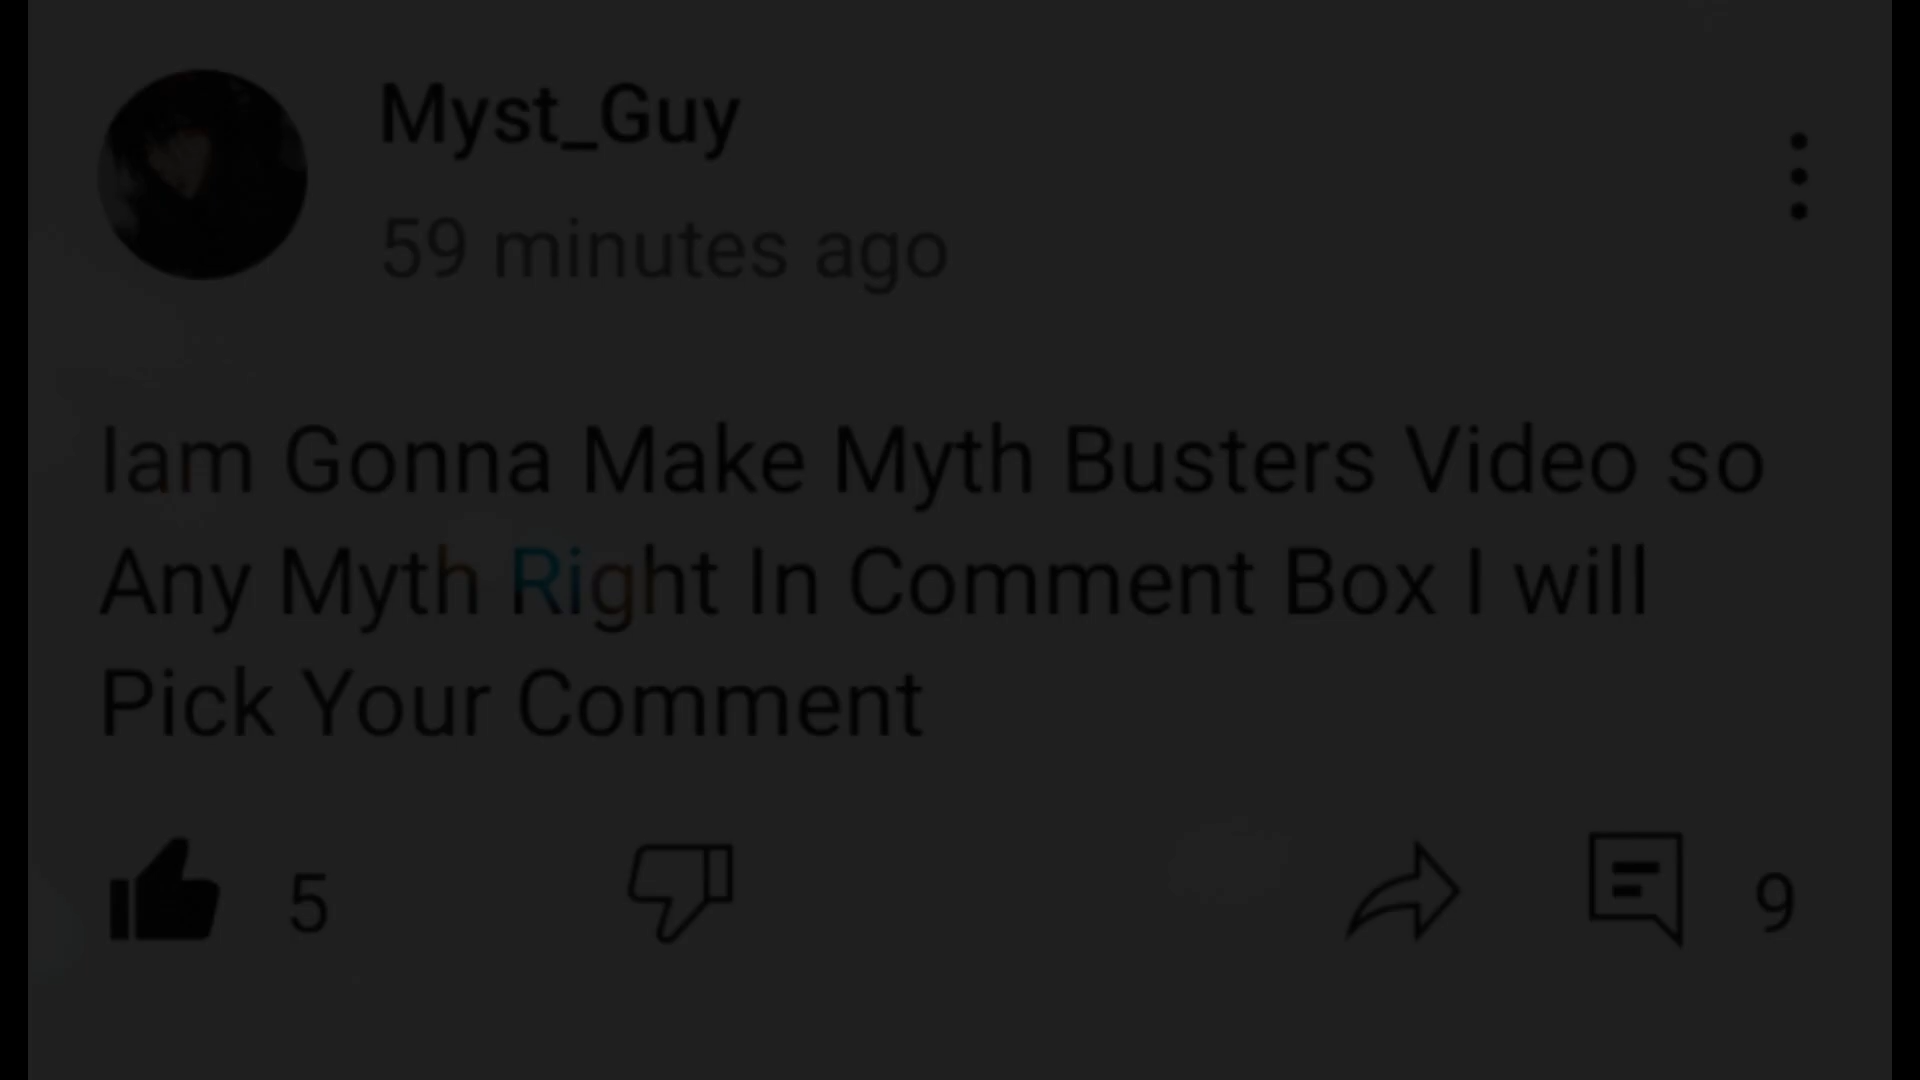 Myst_Guy
59 minutes ago
Iam Gonna Make Myth Busters Video so
Any Myth Right In Comment Box I will
Pick Your Comment
5
9